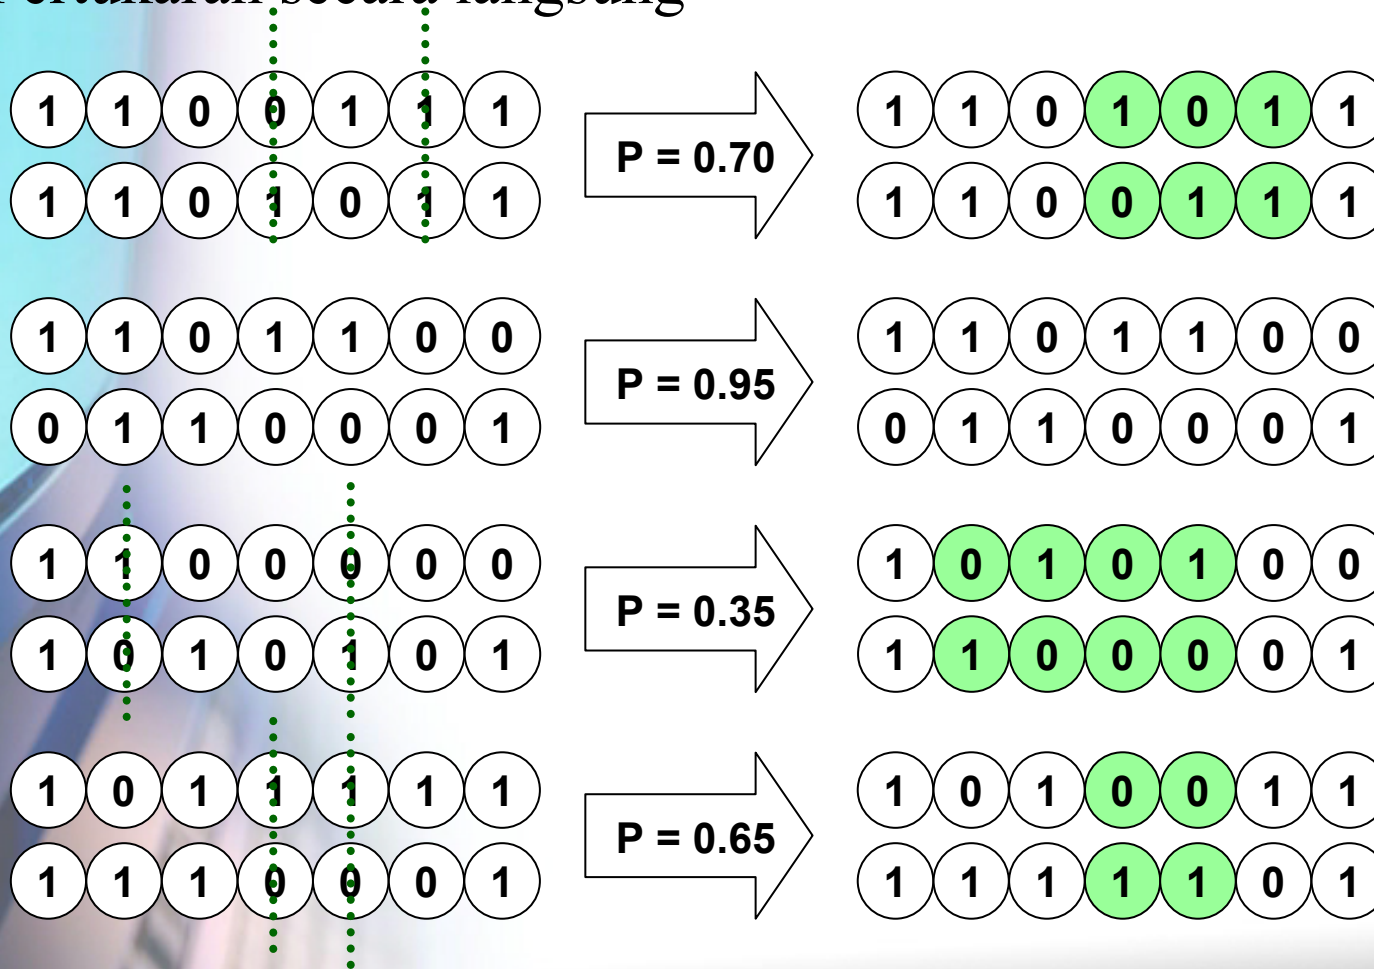 Pertukaran secara langsung
1 1 0 0 1 1 1 P = 0.70 1 1 0 1 0 1 1
1 1 0 1 0 1 1 1 1 0 0 1 1 1
1 1 0 1 1 0 0 P = 0.95 1 1 0 1 1 0 0
0 1 1 0 0 0 1 0 1 1 0 0 0 1
1 1 0 0 0 0 0 P = 0.35 1 0 1 0 1 0 0
1 0 1 0 1 0 1 1 1 0 0 0 0 1
1 0 1 1 1 1 1 P = 0.65 1 0 1 0 0 1 1
1 1 1 0 0 0 1 1 1 1 1 1 0 1